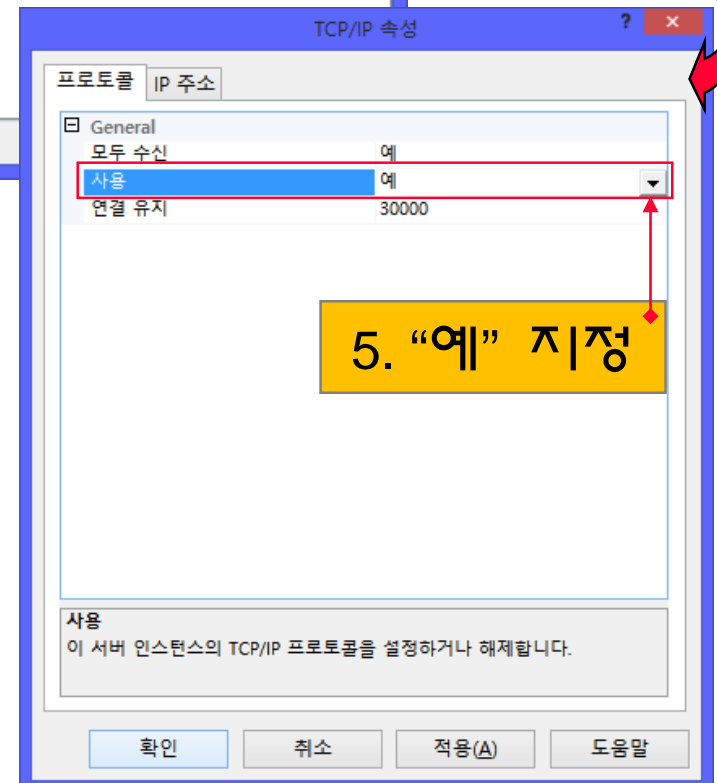 TCP/IP 속성
?
프로토콜 IP 주소
General
모두 수신 예
사용 예
연결 유지 30000
5. “예” 지정
사용
이 서버 인스턴스의 TCP/IP 프로토콜을 설정하거나 해제합니다.
확인 취소 적용(A) 도움말